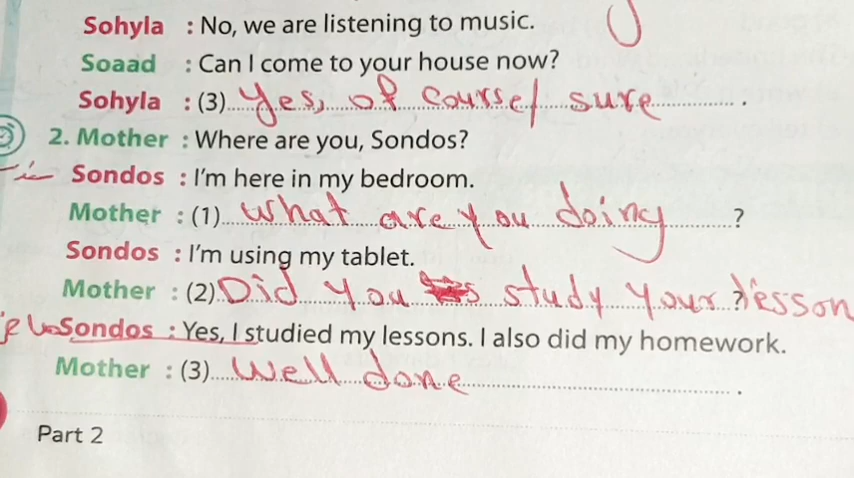 Sohyla : No, we are listening to music.
Soaad : Can I come to your house now?
Sohyla : (3) Yes, of course/ sure .
2. Mother : Where are you, Sondos?
Sondos : I'm here in my bedroom.
Mother : (1) what are you doing ?
Sondos : I'm using my tablet.
Mother : (2) Did you study your lesson ?
Sondos : Yes, I studied my lessons. I also did my homework.
Mother : (3) Well done .
Part 2